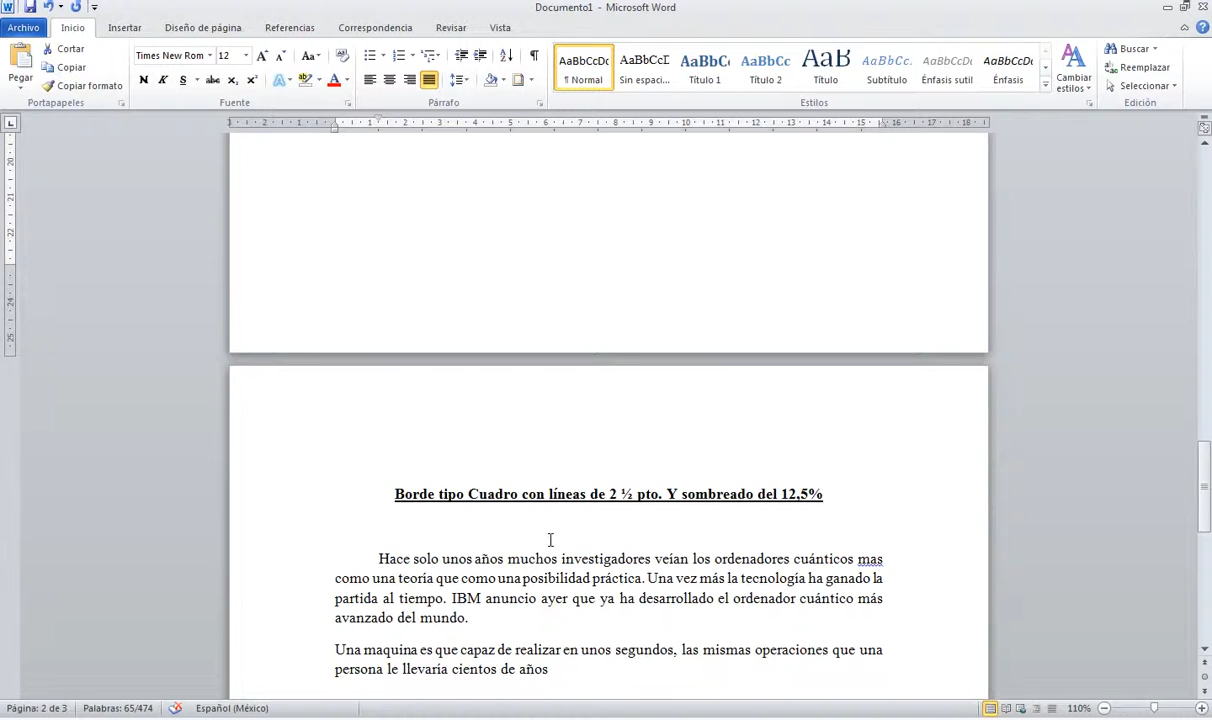 Documento1 - Microsoft Word
Archivo Inicio Insertar Diseño de página Referencias Correspondencia Revisar Vista
Pegar
Cortar
Copiar
Copiar formato
Portapapeles
Times New Rom 12
Fuente
Párrafo
AaBbCcDc ¶ Normal
AaBbCcD Sin espaci...
AaBbC Título 1
AaBbCc Título 2
AaB Título
AaBbCc. Subtítulo
AaBbCcDc Énfasis sutil
AaBbCcDc Énfasis
Cambiar estilos
Estilos
Buscar
Reemplazar
Seleccionar
Edición
Borde tipo Cuadro con líneas de 2 ½ pto. Y sombreado del 12,5%
Hace solo unos años muchos investigadores veían los ordenadores cuánticos mas
como una teoría que como una posibilidad práctica. Una vez más la tecnología ha ganado la
partida al tiempo. IBM anuncio ayer que ya ha desarrollado el ordenador cuántico más
avanzado del mundo.
Una maquina es que capaz de realizar en unos segundos, las mismas operaciones que una
persona le llevaría cientos de años
Página: 2 de 3 Palabras: 65/474 Español (México) 110%